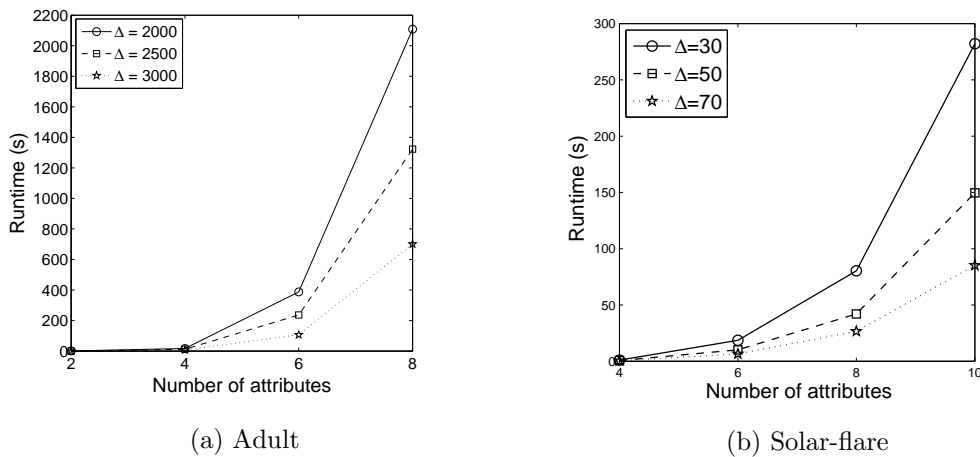 2200
2000
1800
1600
1400
1200
1000
800
600
400
200
0
Runtime (s)
Δ = 2000
Δ = 2500
Δ = 3000
2 4 6 8
Number of attributes
(a) Adult
300
250
200
150
100
50
0
Runtime (s)
Δ=30
Δ=50
Δ=70
4 6 8 10
Number of attributes
(b) Solar-flare